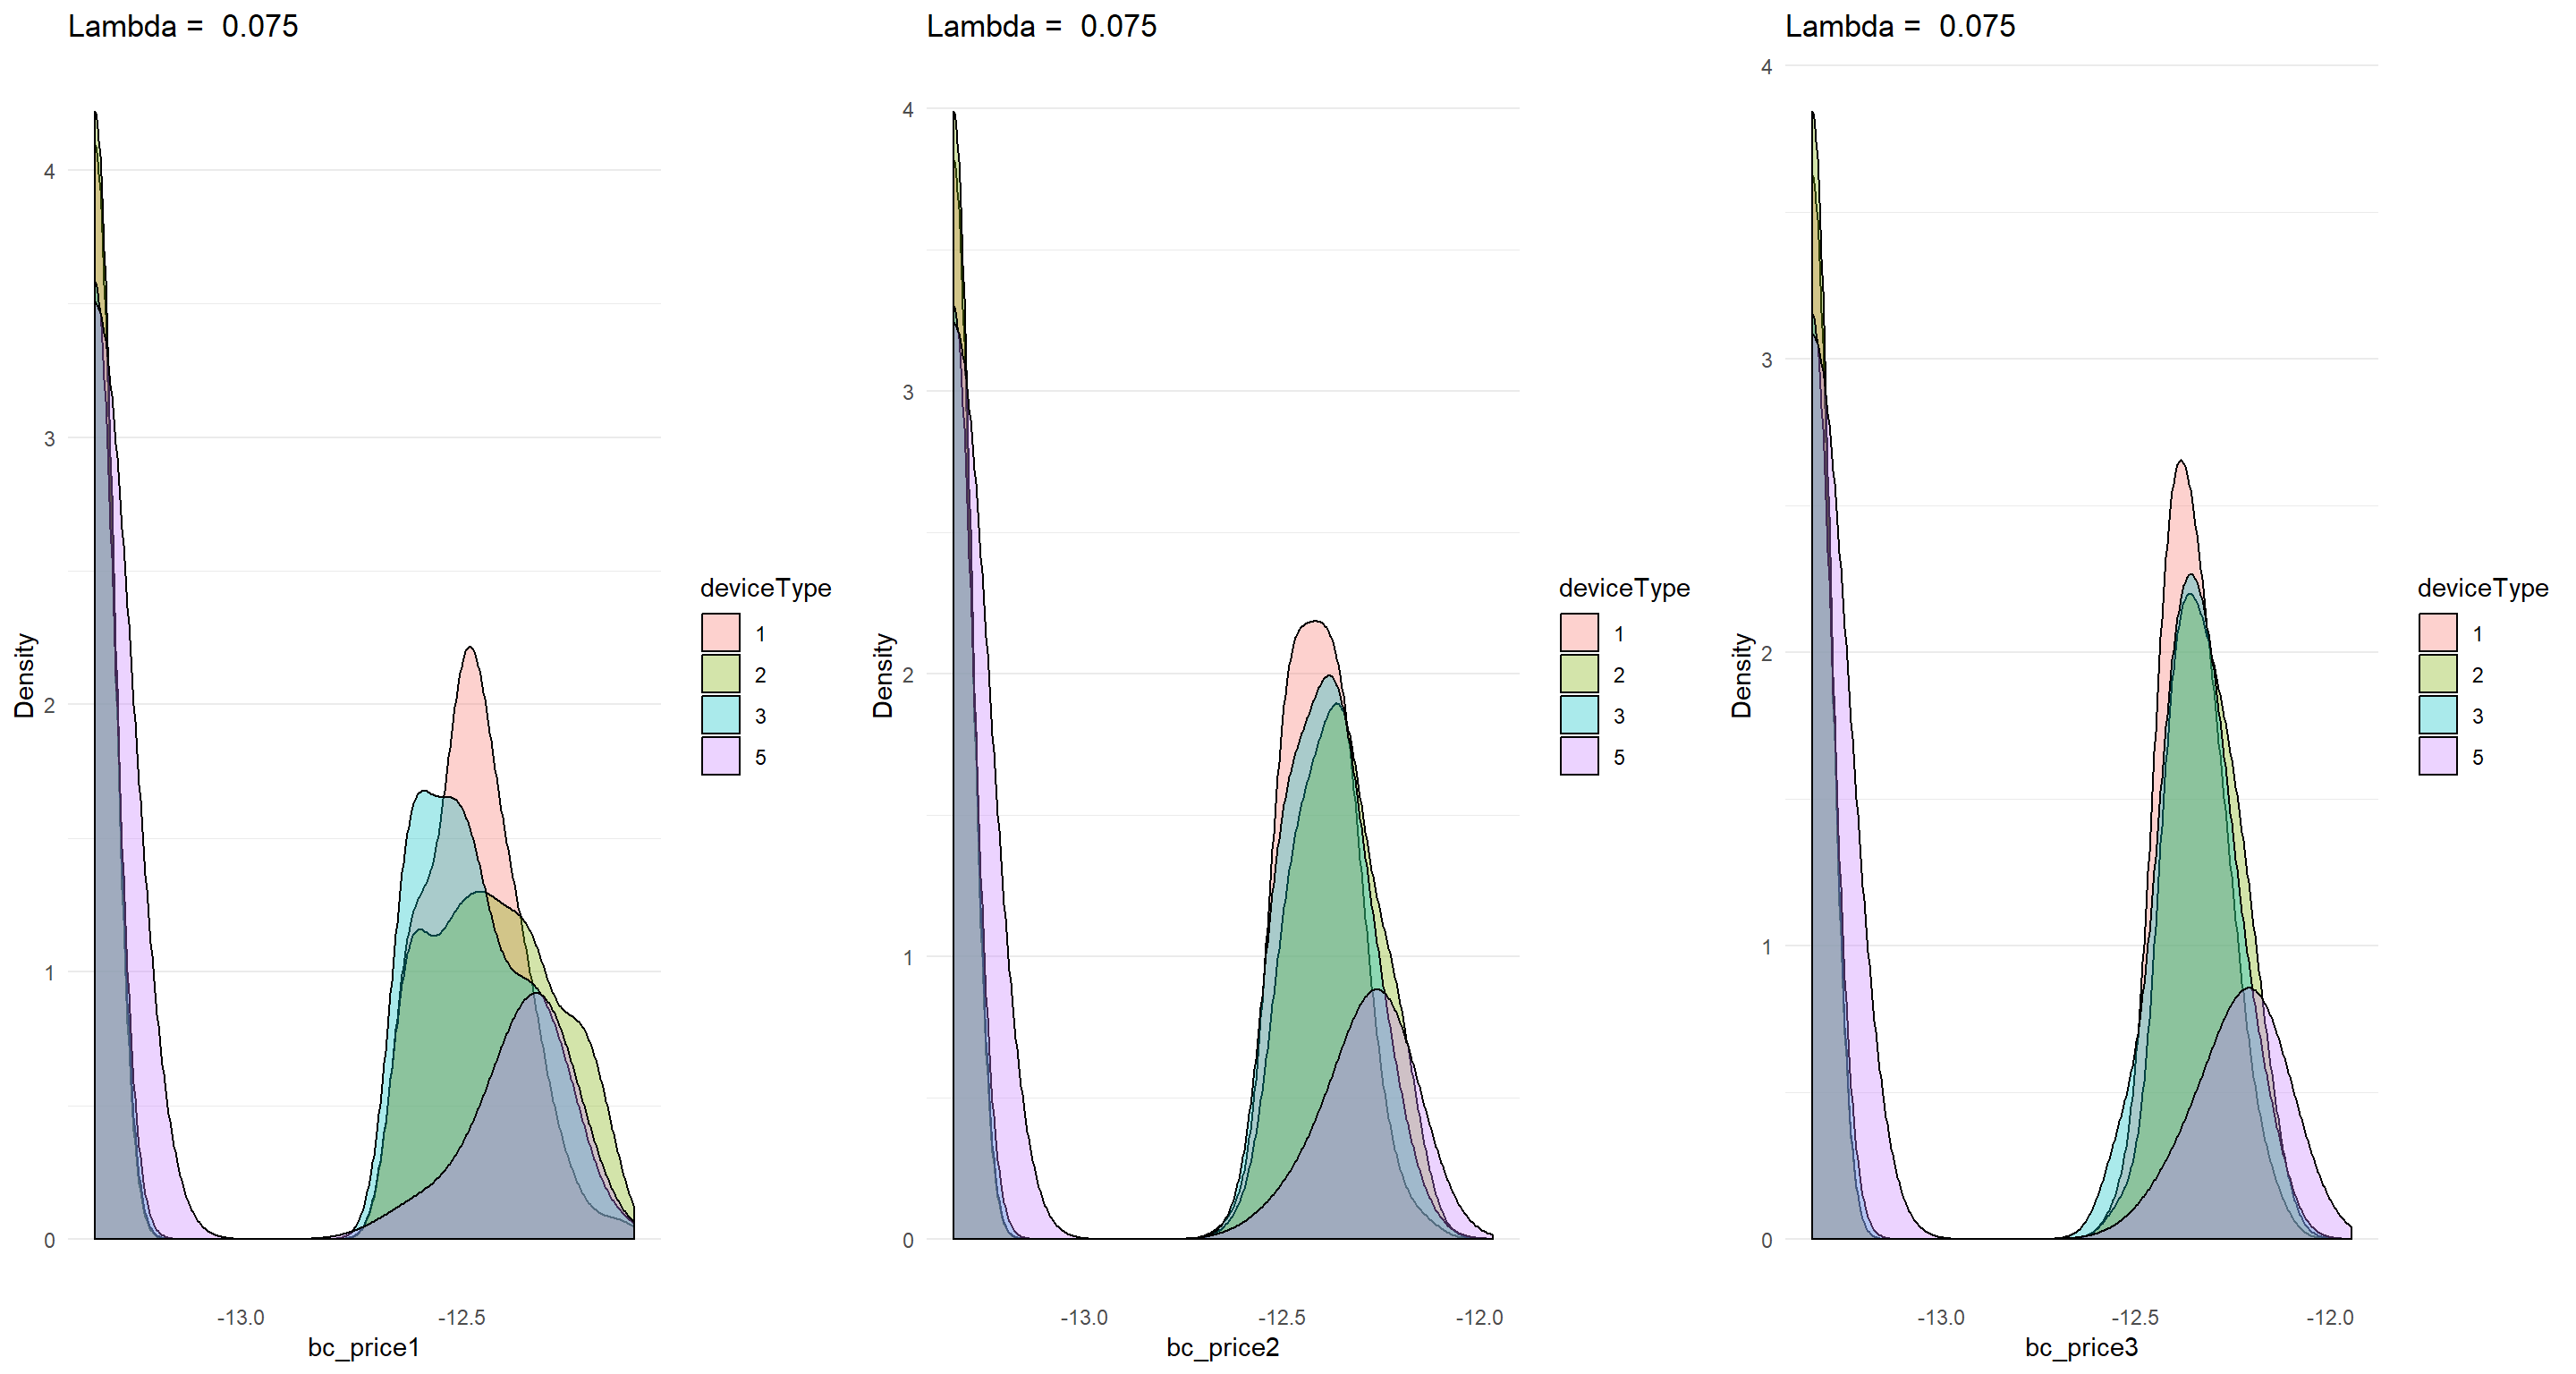 Lambda =  0.075
Density
4
3
2
1
0
-13.0
-12.5
bc_price1
deviceType
1
2
3
5
Lambda =  0.075
Density
4
3
2
1
0
-13.0
-12.5
-12.0
bc_price2
deviceType
1
2
3
5
Lambda =  0.075
Density
4
3
2
1
0
-13.0
-12.5
-12.0
bc_price3
deviceType
1
2
3
5